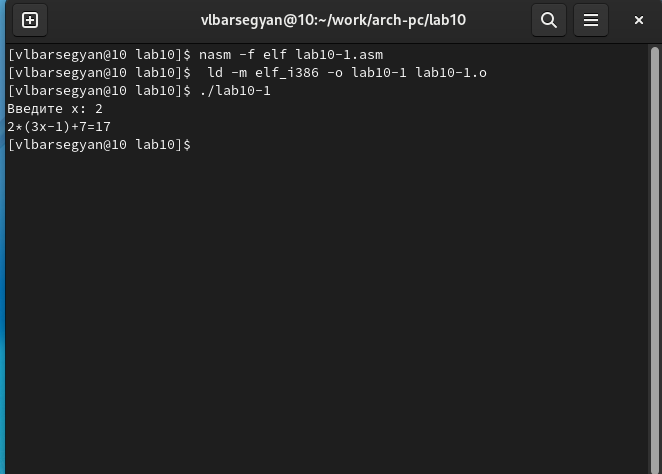 vlbarsegyan@10:~/work/arch-pc/lab10
[vlbarsegyan@10 lab10]$ nasm -f elf lab10-1.asm
[vlbarsegyan@10 lab10]$  ld -m elf_i386 -o lab10-1 lab10-1.o
[vlbarsegyan@10 lab10]$ ./lab10-1
Введите x: 2
2*(3x-1)+7=17
[vlbarsegyan@10 lab10]$